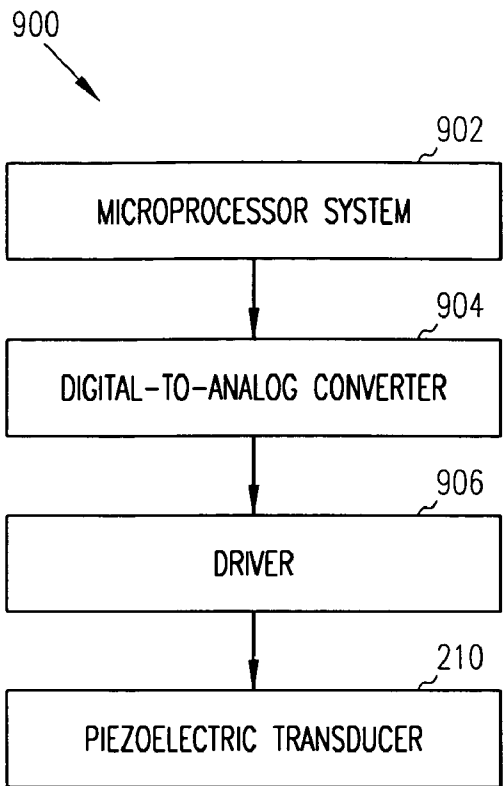 900
902
MICROPROCESSOR SYSTEM
904
DIGITAL-TO-ANALOG CONVERTER
906
DRIVER
210
PIEZOELECTRIC TRANSDUCER